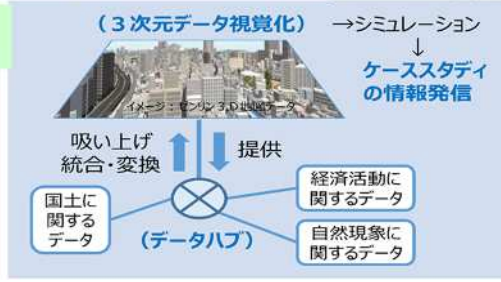 （３次元データ視覚化）
→シミュレーション
↓
ケーススタディ
の情報発信
イメージ：ゼンリン３Ｄ地図データ
吸い上げ
統合・変換
提供
国土に
関する
データ
（データハブ）
経済活動に
関するデータ
自然現象に
関するデータ